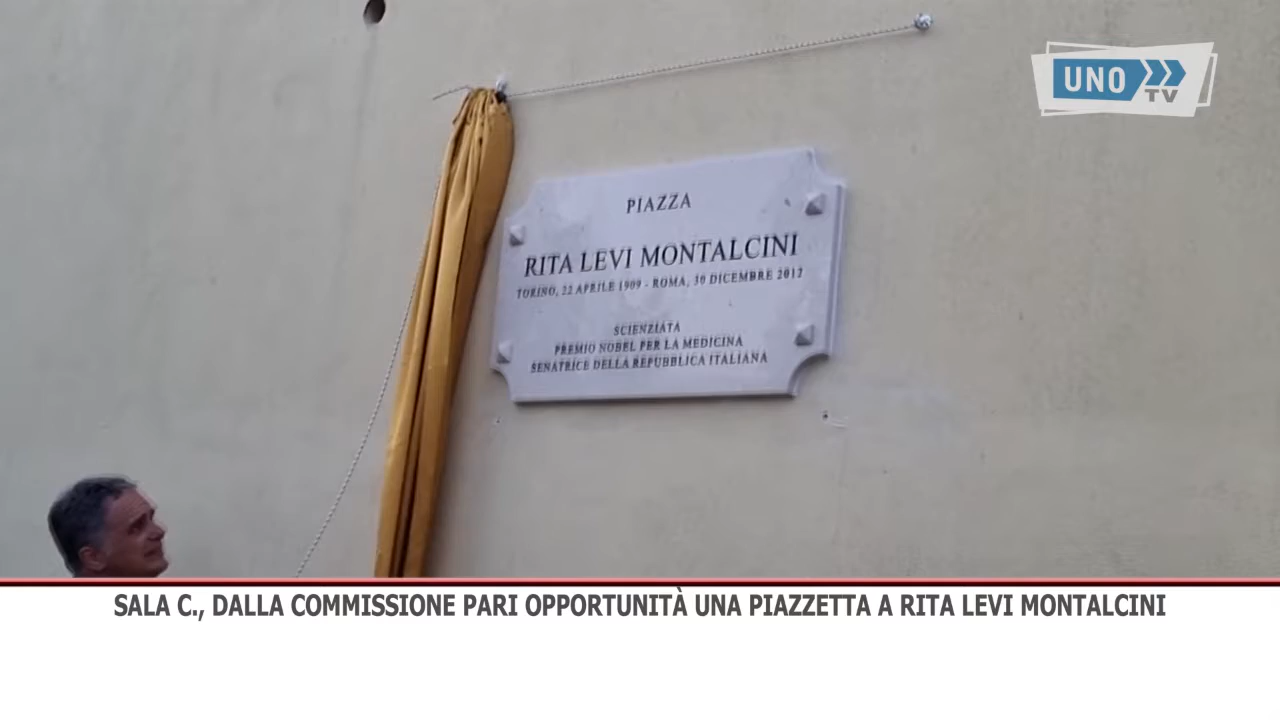 UNO
TV
PIAZZA
RITA LEVI MONTALCINI
TORINO, 22 APRILE 1909 - ROMA, 30 DICEMBRE 2012
SCIENZIATA
PREMIO NOBEL PER LA MEDICINA
SENATRICE DELLA REPUBBLICA ITALIANA
SALA C., DALLA COMMISSIONE PARI OPPORTUNITÀ UNA PIAZZETTA A RITA LEVI MONTALCINI